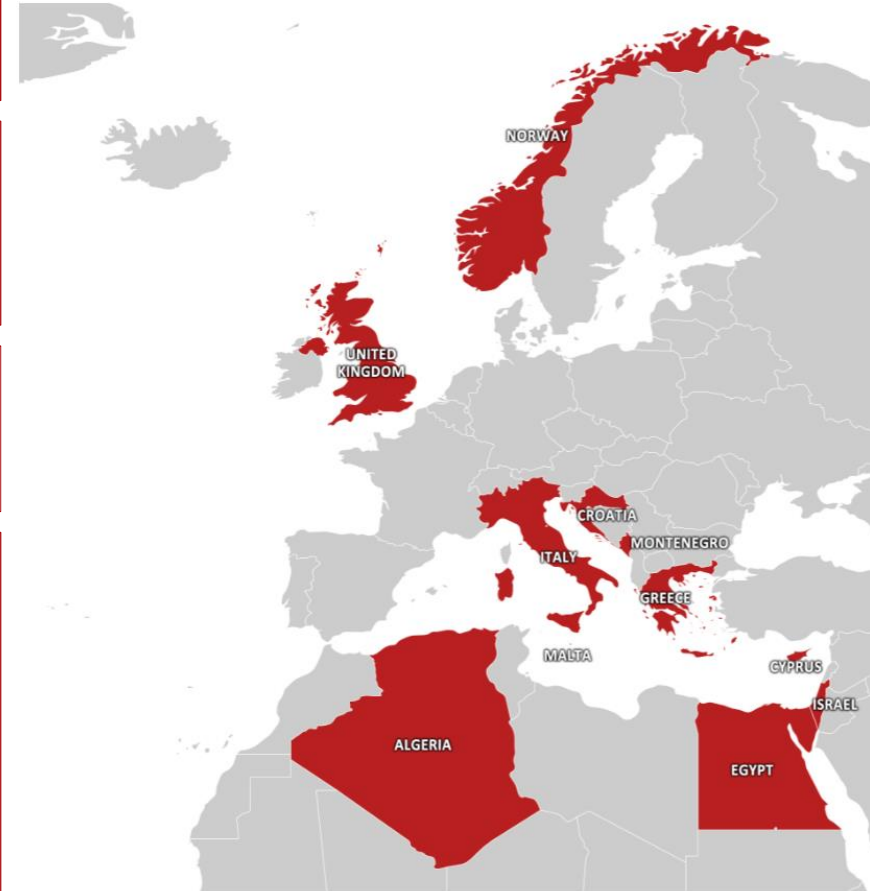 NORWAY
UNITED
KINGDOM
CROATIA
MONTENEGRO
ITALY
GREECE
MALTA
CYPRUS
ISRAEL
ALGERIA
EGYPT